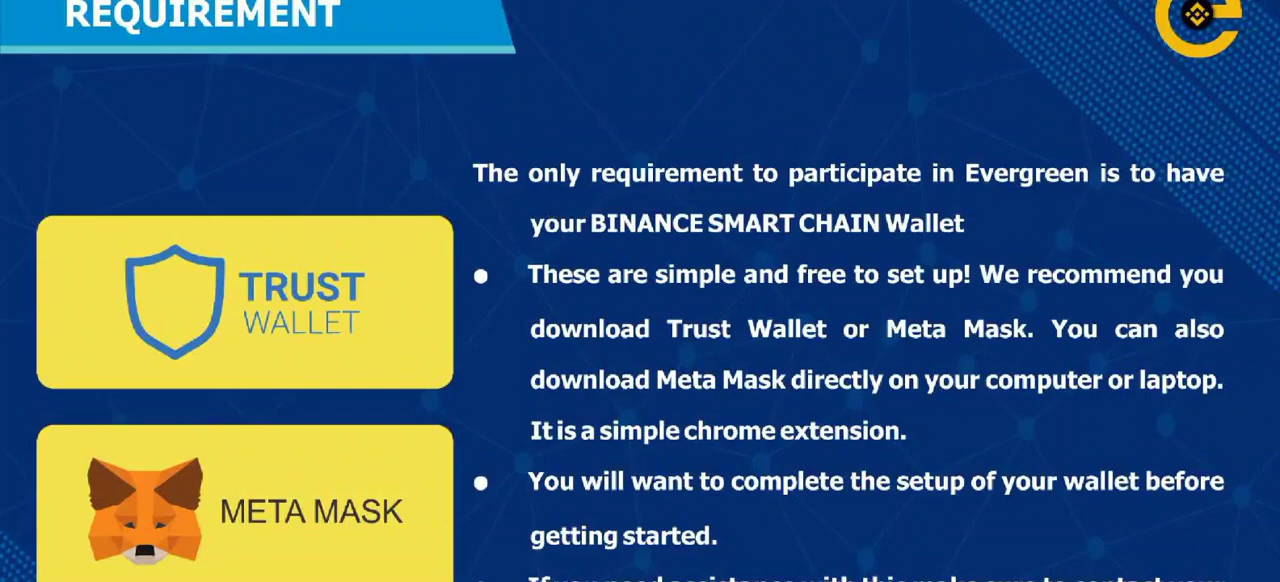 REQUIREMENT
The only requirement to participate in Evergreen is to have
your BINANCE SMART CHAIN Wallet
TRUST
WALLET
● These are simple and free to set up! We recommend you
download Trust Wallet or Meta Mask. You can also
download Meta Mask directly on your computer or laptop.
It is a simple chrome extension.
META MASK
● You will want to complete the setup of your wallet before
getting started.